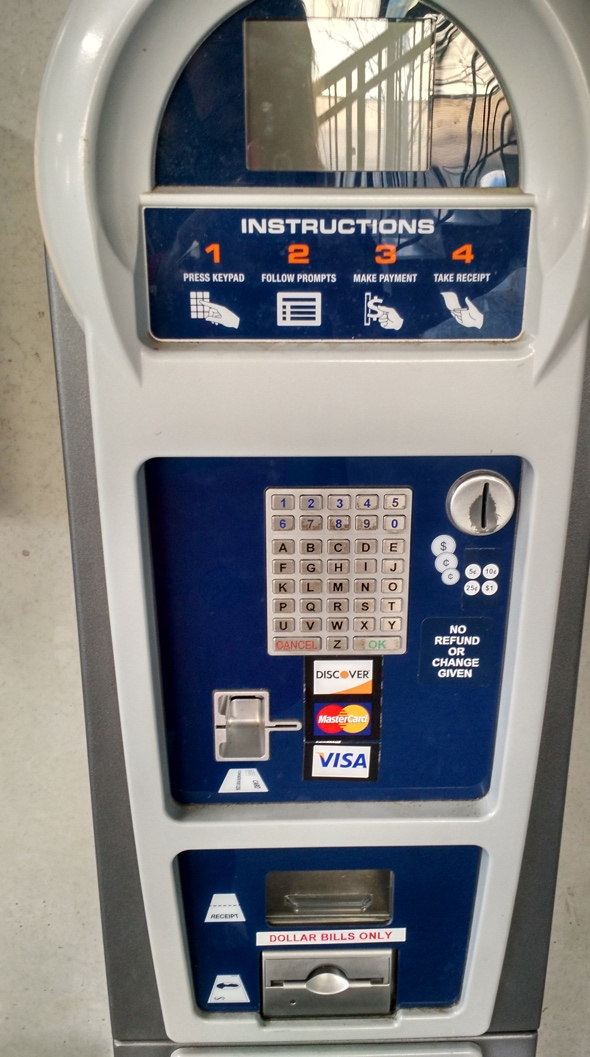 INSTRUCTIONS
1 2 3 4
PRESS KEYPAD FOLLOW PROMPTS MAKE PAYMENT TAKE RECEIPT
1 2 3 4 5
6 7 8 9 0
A B C D E
F G H I J
K L M N O
P Q R S T
U V W X Y
CANCEL Z OK
$
¢
¢
5¢ 10¢
25¢ $1
NO
REFUND
OR
CHANGE
GIVEN
DISCOVER
MasterCard
VISA
RECEIPT
DOLLAR BILLS ONLY
$